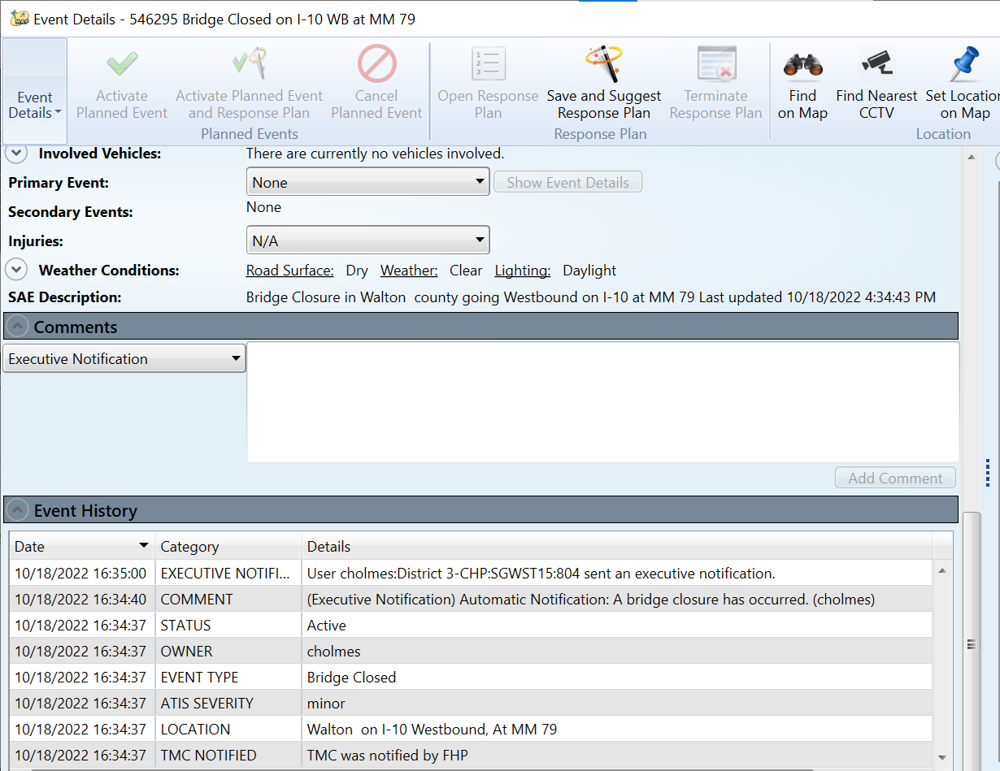 Event Details - 546295 Bridge Closed on I-10 WB at MM 79
Event Details
Activate Planned Event
Activate Planned Event and Response Plan
Cancel Planned Event
Planned Events
Open Response Plan
Save and Suggest Response Plan
Terminate Response Plan
Response Plan
Find on Map
Find Nearest CCTV
Set Location on Map
Location
Involved Vehicles: There are currently no vehicles involved.
Primary Event: None Show Event Details
Secondary Events: None
Injuries: N/A
Weather Conditions: Road Surface: Dry Weather: Clear Lighting: Daylight
SAE Description: Bridge Closure in Walton  county going Westbound on I-10 at MM 79 Last updated 10/18/2022 4:34:43 PM
Comments
Executive Notification
Add Comment
Event History
Date Category Details
10/18/2022 16:35:00 EXECUTIVE NOTIFI... User cholmes:District 3-CHP:SGWST15:804 sent an executive notification.
10/18/2022 16:34:40 COMMENT (Executive Notification) Automatic Notification: A bridge closure has occurred. (cholmes)
10/18/2022 16:34:37 STATUS Active
10/18/2022 16:34:37 OWNER cholmes
10/18/2022 16:34:37 EVENT TYPE Bridge Closed
10/18/2022 16:34:37 ATIS SEVERITY minor
10/18/2022 16:34:37 LOCATION Walton  on I-10 Westbound, At MM 79
10/18/2022 16:34:37 TMC NOTIFIED TMC was notified by FHP